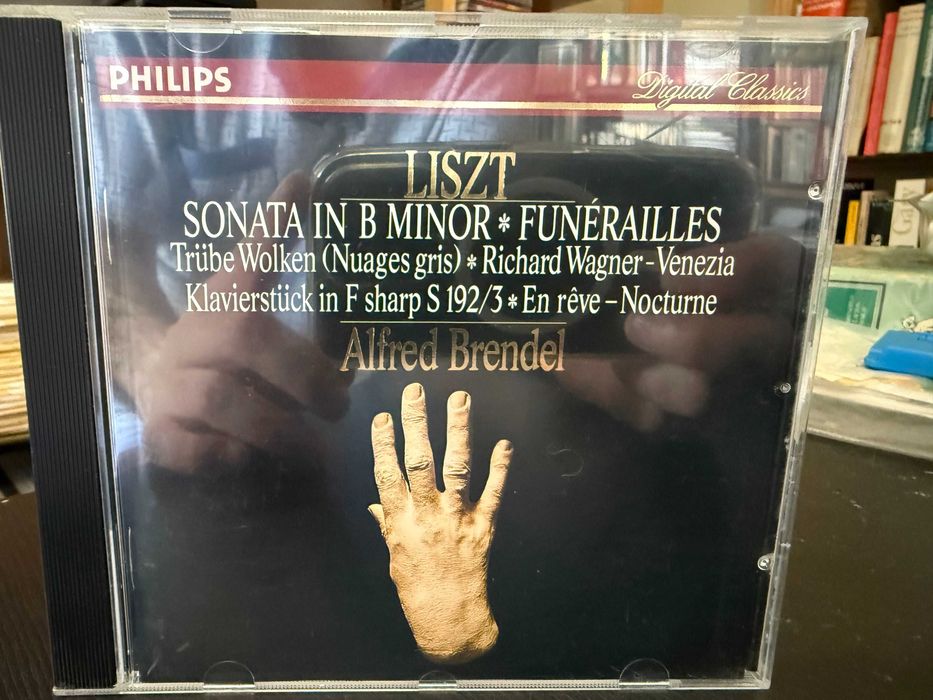 PHILIPS
Digital Classics
LISZT
SONATA IN B MINOR * FUNÉRAILLES
Trübe Wolken (Nuages gris) * Richard Wagner-Venezia
Klavierstück in F sharp S 192/3 * En rêve – Nocturne
Alfred Brendel